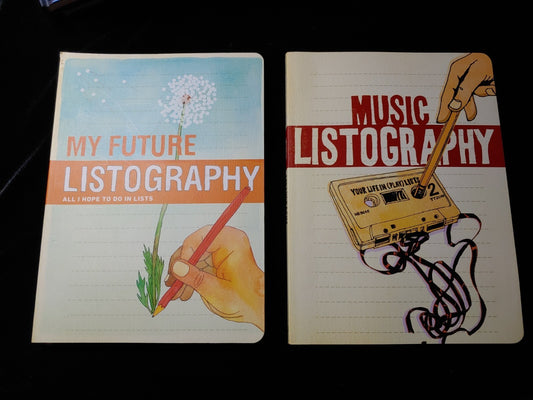 MY FUTURE
LISTOGRAPHY
ALL I HOPE TO DO IN LISTS
MUSIC
LISTOGRAPHY
YOUR LIFE IN (PLAY) LISTS
2